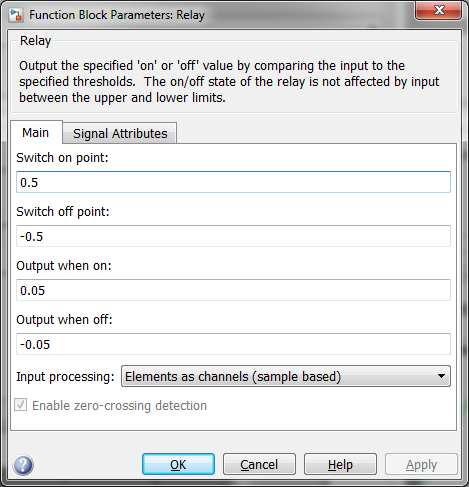 Function Block Parameters: Relay
Relay
Output the specified 'on' or 'off' value by comparing the input to the
specified thresholds.  The on/off state of the relay is not affected by input
between the upper and lower limits.
Main
Signal Attributes
Switch on point:
0.5
Switch off point:
-0.5
Output when on:
0.05
Output when off:
-0.05
Input processing: Elements as channels (sample based)
Enable zero-crossing detection
? OK Cancel Help Apply